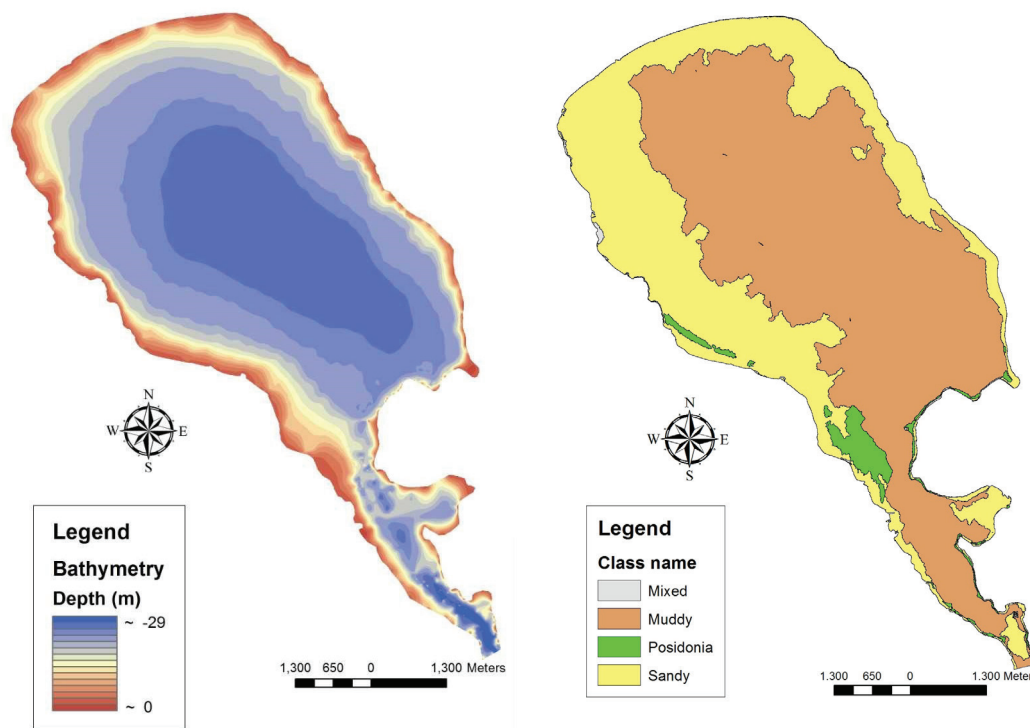 N
W E
S
Legend
Bathymetry
Depth (m)
~ -29
~ 0
1,300 650 0 1,300 Meters
N
W E
S
Legend
Class name
Mixed
Muddy
Posidonia
Sandy
1.300 650 0 1.300 Meters